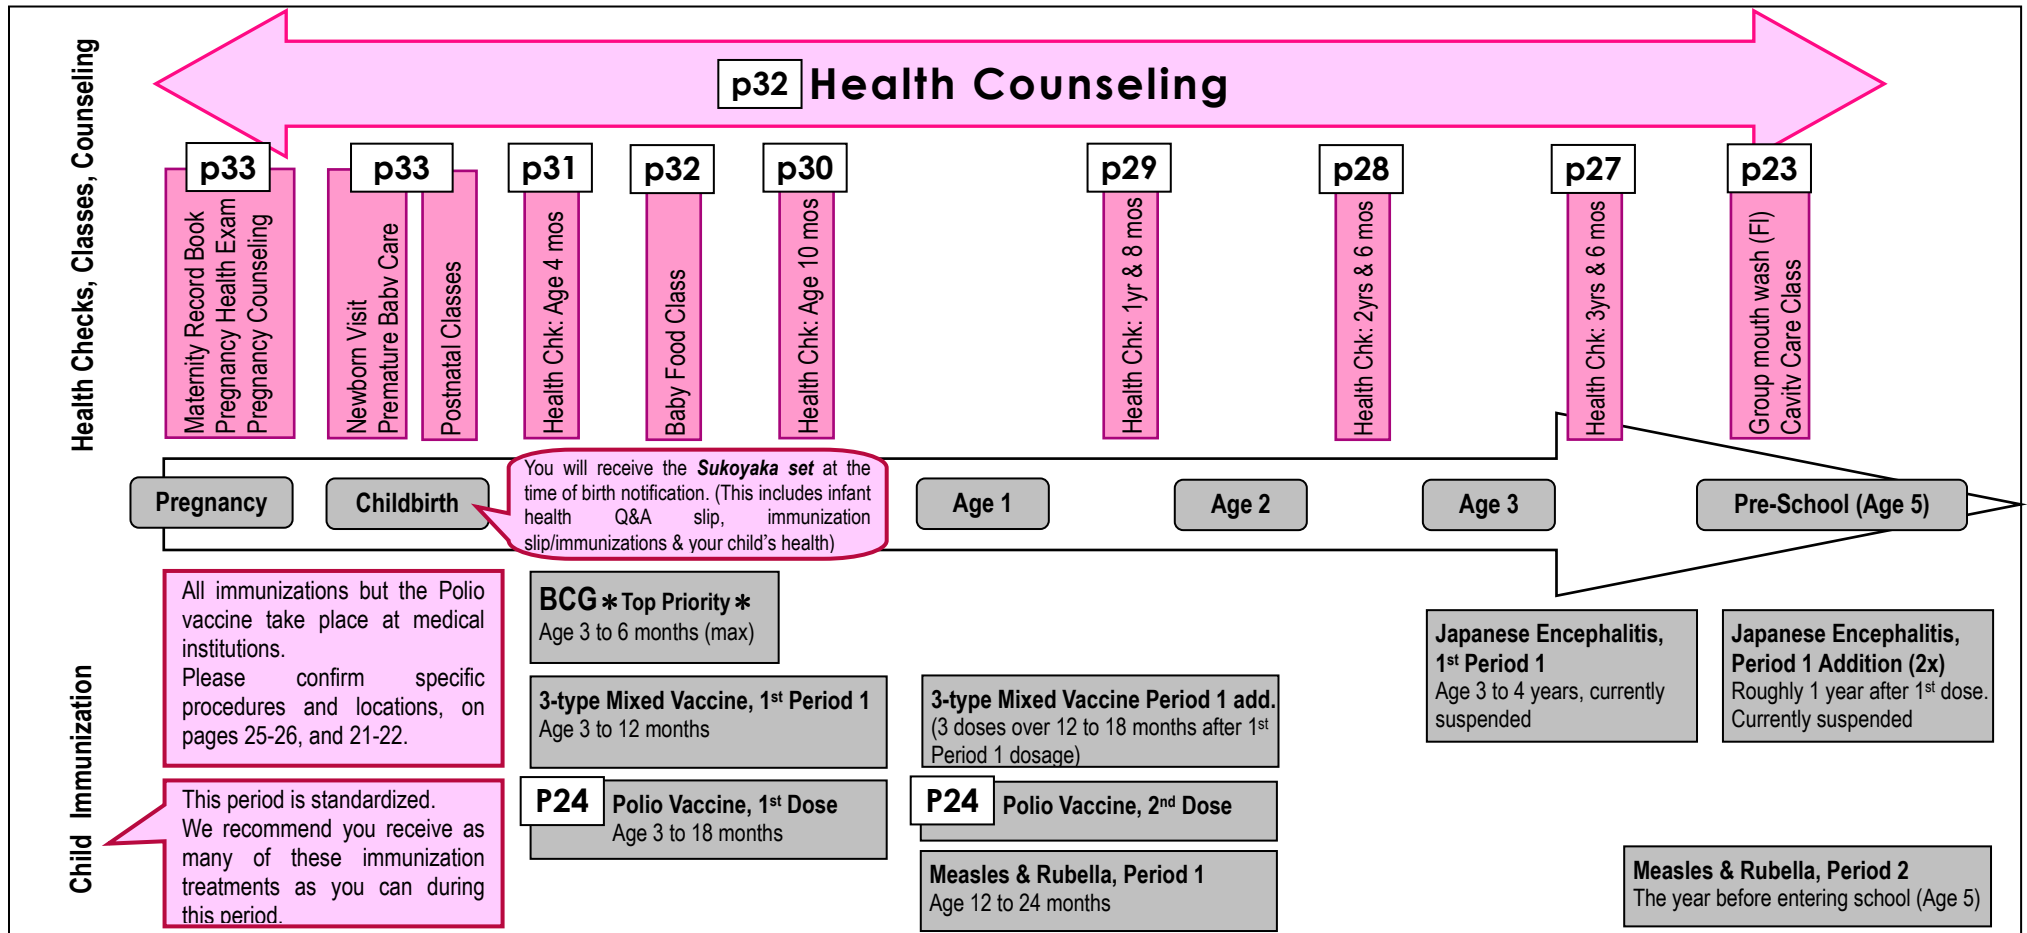 p32 Health Counseling
Health Checks, Classes, Counseling
p33
Maternity Record Book
Pregnancy Health Exam
Pregnancy Counseling
p33
Newborn Visit
Premature Baby Care
Postnatal Classes
p31
Health Chk: Age 4 mos
p32
Baby Food Class
p30
Health Chk: Age 10 mos
p29
Health Chk: 1yr & 8 mos
p28
Health Chk: 2yrs & 6 mos
p27
Health Chk: 3yrs & 6 mos
p23
Group mouth wash (Fl)
Cavity Care Class
Pregnancy
Childbirth
You will receive the Sukoyaka set at the
time of birth notification. (This includes infant
health Q&A slip, immunization
slip/immunizations & your child's health)
Age 1
Age 2
Age 3
Pre-School (Age 5)
Child Immunization
All immunizations but the Polio
vaccine take place at medical
institutions.
Please confirm specific
procedures and locations, on
pages 25-26, and 21-22.
This period is standardized.
We recommend you receive as
many of these immunization
treatments as you can during
this period.
BCG＊Top Priority＊
Age 3 to 6 months (max)
3-type Mixed Vaccine, 1st Period 1
Age 3 to 12 months
P24 Polio Vaccine, 1st Dose
Age 3 to 18 months
3-type Mixed Vaccine Period 1 add.
(3 doses over 12 to 18 months after 1st
Period 1 dosage)
P24 Polio Vaccine, 2nd Dose
Measles & Rubella, Period 1
Age 12 to 24 months
Japanese Encephalitis,
1st Period 1
Age 3 to 4 years, currently
suspended
Japanese Encephalitis,
Period 1 Addition (2x)
Roughly 1 year after 1st dose.
Currently suspended
Measles & Rubella, Period 2
The year before entering school (Age 5)